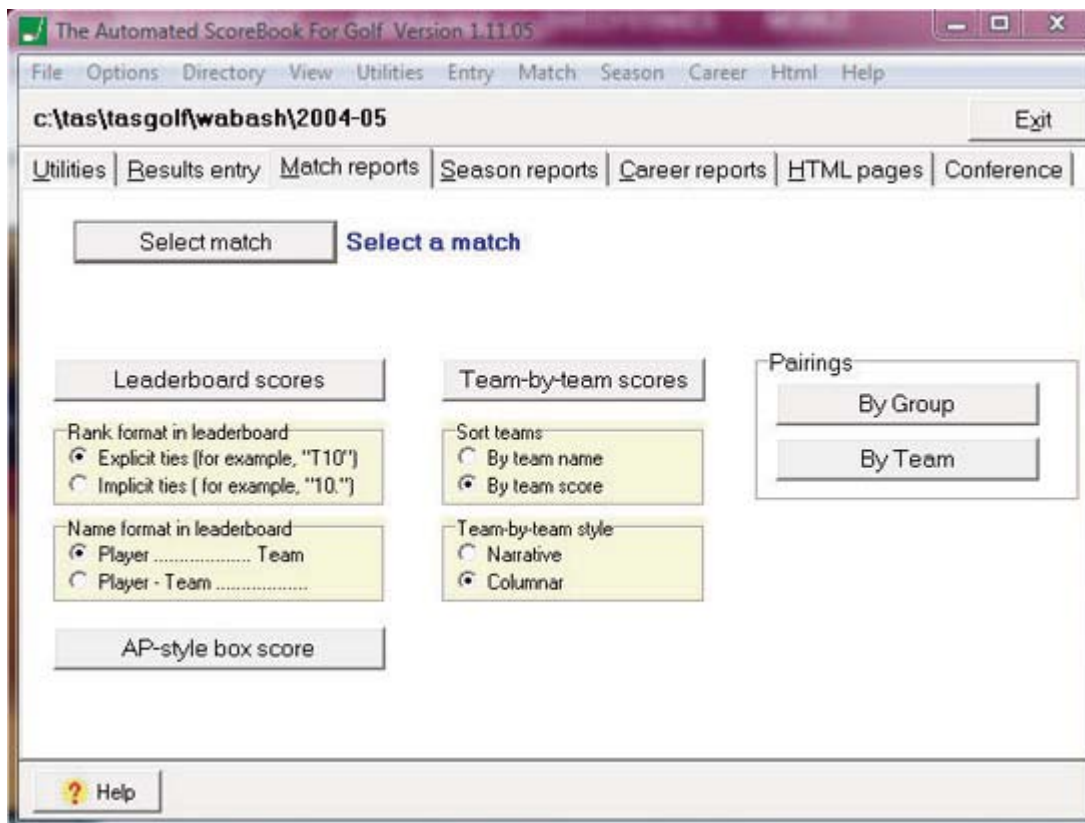 The Automated ScoreBook For Golf Version 1.11.05
File Options Directory View Utilities Entry Match Season Career Html Help
c:\tas\tasgolf\wabash\2004-05
Exit
Utilities Results entry Match reports Season reports Career reports HTML pages Conference
Select match Select a match
Leaderboard scores
Rank format in leaderboard
Explicit ties (for example, "T10")
Implicit ties ( for example, "10.")
Name format in leaderboard
Player .................... Team
Player - Team ...................
AP-style box score
Team-by-team scores
Sort teams
By team name
By team score
Team-by-team style
Narrative
Columnar
Pairings
By Group
By Team
? Help